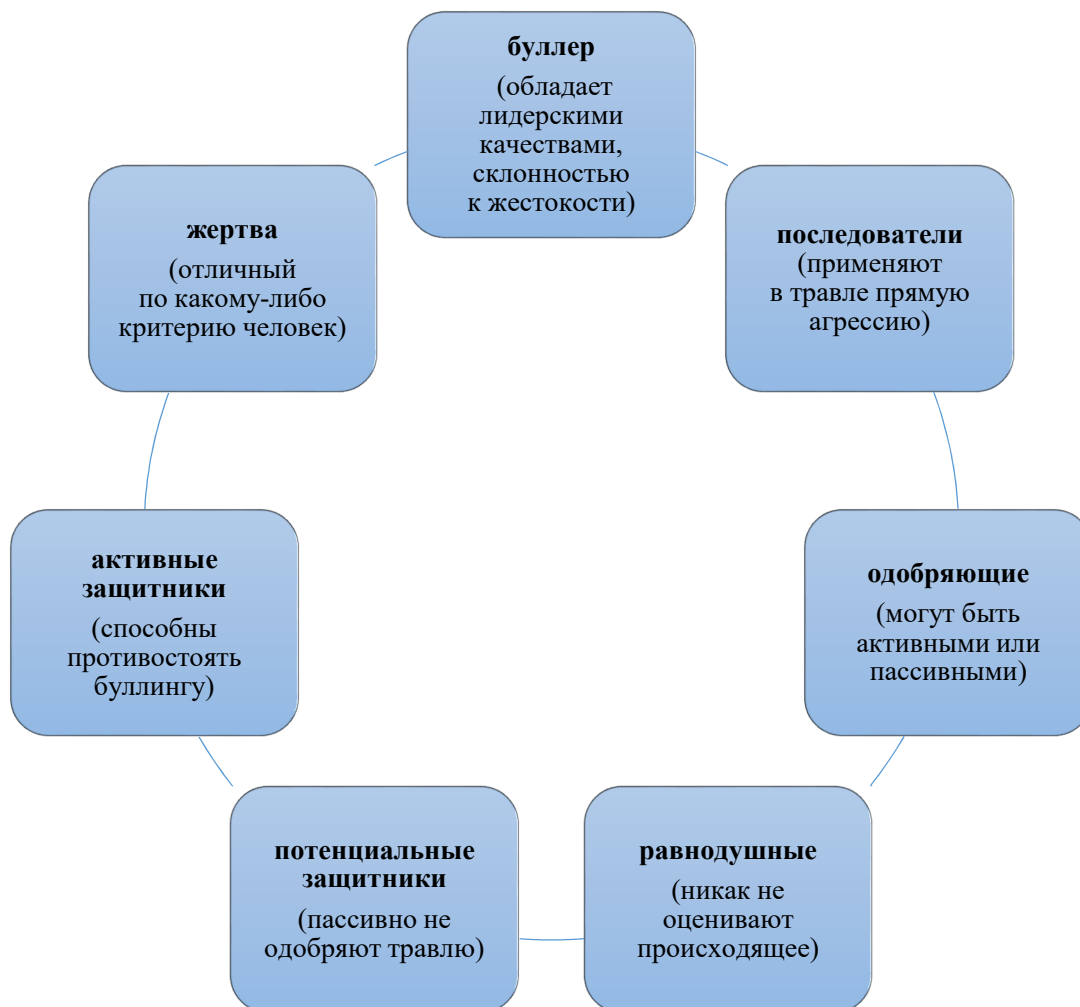 буллер
(обладает
лидерскими
качествами,
склонностью
к жестокости)
последователи
(применяют
в травле прямую
агрессию)
одобряющие
(могут быть
активными или
пассивными)
равнодушные
(никак не
оценивают
происходящее)
потенциальные
защитники
(пассивно не
одобряют травлю)
активные
защитники
(способны
противостоять
буллингу)
жертва
(отличный
по какому-либо
критерию человек)